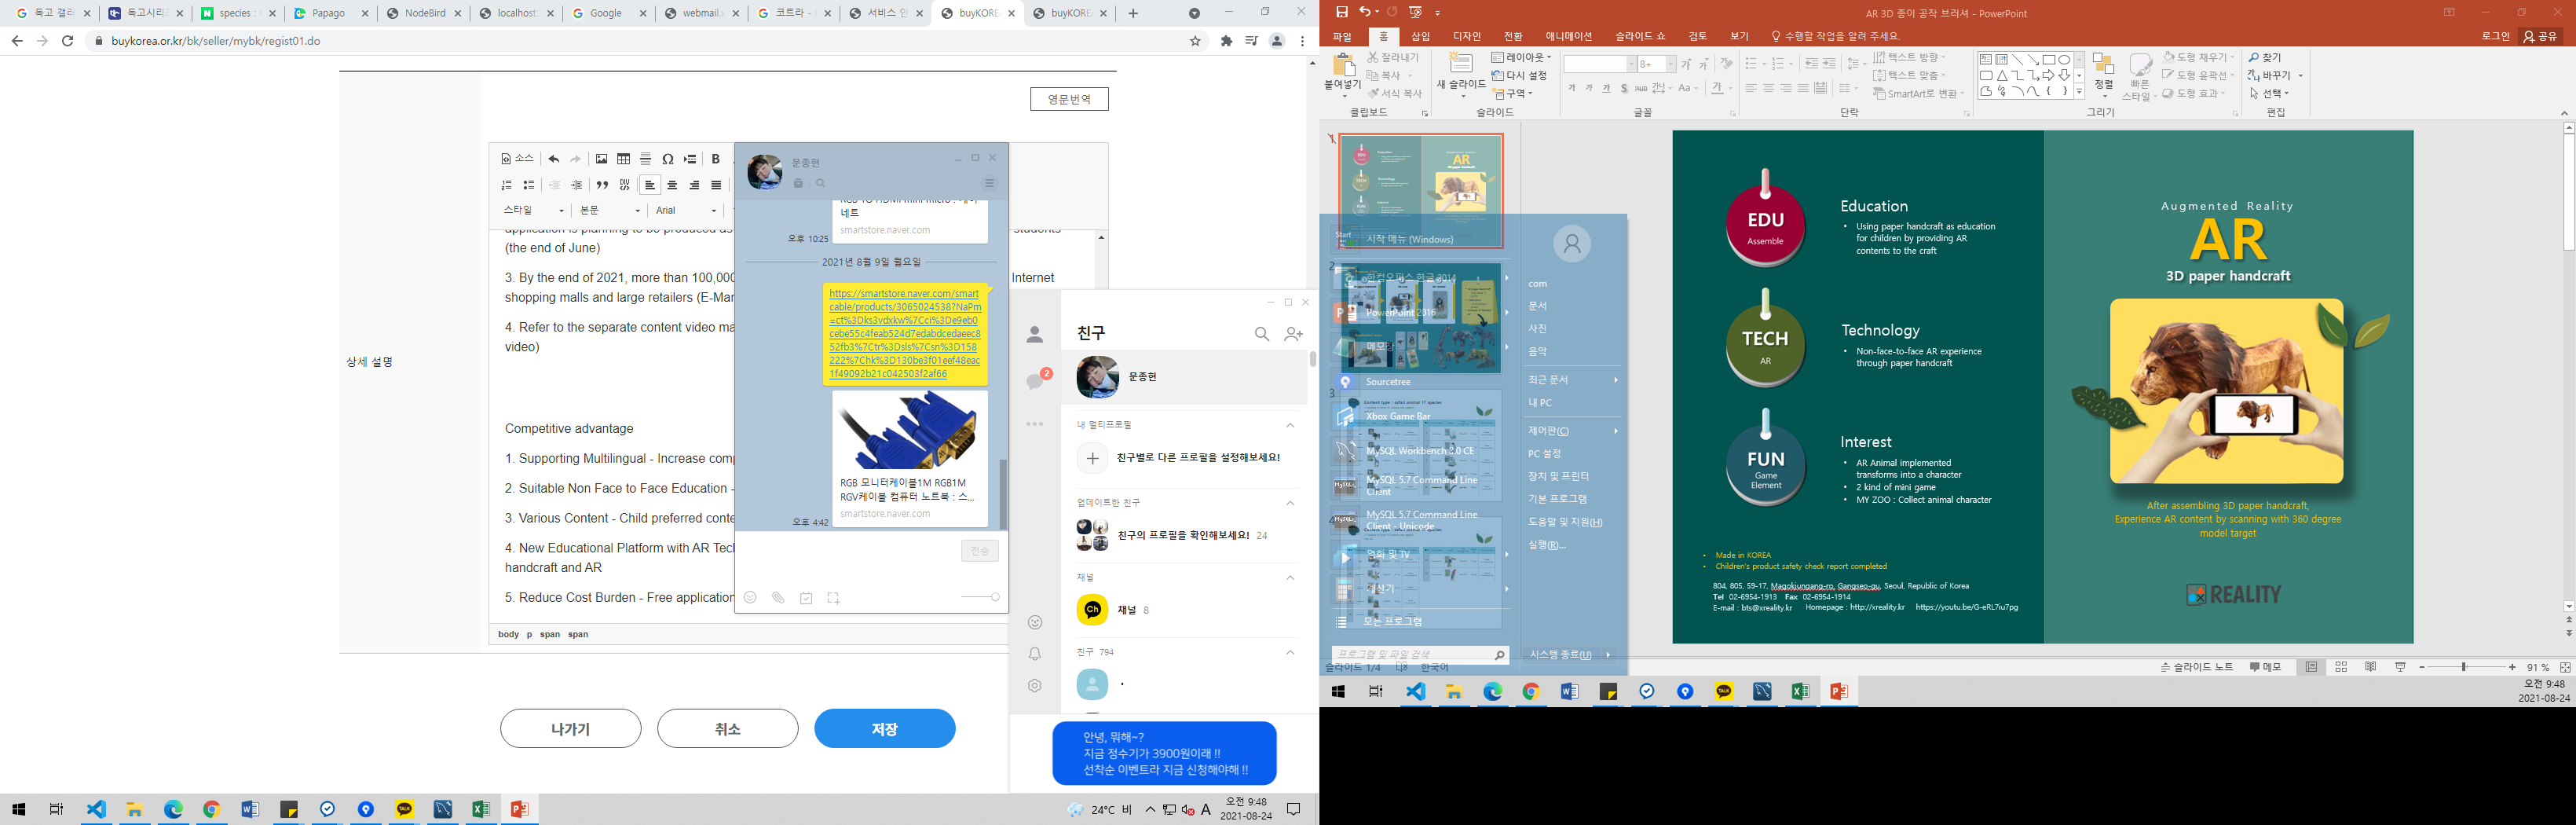 독고 갤러
독고시리
species :
Papago
NodeBird
localhost:
Google
webmail.x
코트라 -
서비스 안
buyKOREA
buyKORE
buykorea.or.kr/bk/seller/mybk/regist01.do
영문번역
소스
스타일
본문
Arial
application is planning to be produced as
students
(the end of June)
3. By the end of 2021, more than 100,000
Internet
shopping malls and large retailers (E-Mar
4. Refer to the separate content video ma
video)
상세 설명
Competitive advantage
1. Supporting Multilingual - Increase comp
2. Suitable Non Face to Face Education -
3. Various Content - Child preferred conte
4. New Educational Platform with AR Tech
handcraft and AR
5. Reduce Cost Burden - Free application
body p span span
나가기
취소
저장
문종현
RGB TO HDMI mini micro : 케이
네트
smartstore.naver.com
오후 10:25
2021년 8월 9일 월요일
https://smartstore.naver.com/smart
cable/products/3065024538?NaPm
=ct%3Dks3vdxkw%7Cci%3De9eb0
cebe55c4feab524d7edabdcedaeec8
52fb3%7Ctr%3Dsls%7Csn%3D158
222%7Chk%3D130be3f01eef48eac
1f49092b21c042503f2af66
RGB 모니터케이블1M RGB1M
RGV케이블 컴퓨터 노트북 : 스...
smartstore.naver.com
오후 4:42
전송
친구
2
문종현
내 멀티프로필
친구별로 다른 프로필을 설정해보세요!
업데이트한 친구
친구의 프로필을 확인해보세요! 24
채널
Ch
채널 8
친구 794
안녕, 뭐해~?
지금 정수기가 3900원이래 !!
선착순 이벤트라 지금 신청해야해 !!
24°C 비
A
오전 9:48
2021-08-24
AR 3D 종이 공작 브러셔 - PowerPoint
파일
홈
삽입
디자인
전환
애니메이션
슬라이드 쇼
검토
보기
수행할 작업을 알려 주세요.
로그인
공유
붙여넣기
잘라내기
복사
서식 복사
클립보드
새 슬라이드
레이아웃
다시 설정
구역
슬라이드
8+
글꼴
텍스트 방향
텍스트 맞춤
SmartArt로 변환
단락
정렬
빠른
스타일
도형 채우기
도형 윤곽선
도형 효과
그리기
찾기
바꾸기
선택
편집
1
2
3
4
Start
시작 메뉴 (Windows)
한컴오피스 한글 2014
PowerPoint 2016
메모장
Sourcetree
Xbox Game Bar
MySQL Workbench 8.0 CE
MySQL 5.7 Command Line
Client
MySQL 5.7 Command Line
Client - Unicode
영화 및 TV
계산기
모든 프로그램
프로그램 및 파일 검색
com
문서
사진
음악
최근 문서
내 PC
제어판(C)
PC 설정
장치 및 프린터
기본 프로그램
도움말 및 지원(H)
실행(R)...
시스템 종료(U)
EDU
Assemble
Education
• Using paper handcraft as education
for children by providing AR
contents to the craft
TECH
AR
Technology
• Non-face-to-face AR experience
through paper handcraft
FUN
Game
Element
Interest
• AR Animal implemented
transforms into a character
• 2 kind of mini game
• MY ZOO : Collect animal character
• Made in KOREA
• Children's product safety check report completed
804, 805, 59-17, Magokjungang-ro, Gangseo-gu, Seoul, Republic of Korea
Tel 02-6954-1913 Fax 02-6954-1914
E-mail : bts@xreality.kr Homepage : http://xreality.kr https://youtu.be/G-eRL7iu7pg
Augmented Reality
AR
3D paper handcraft
After assembling 3D paper handcraft,
Experience AR content by scanning with 360 degree
model target
REALITY
슬라이드 1/4
한국어
슬라이드 노트
메모
91 %
오전 9:48
2021-08-24